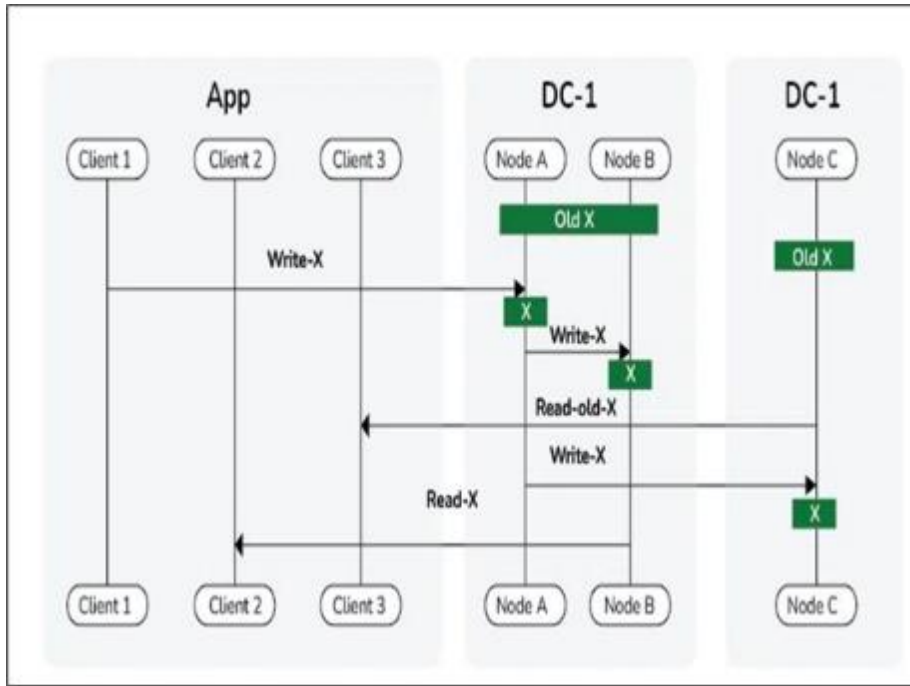 App
DC-1
DC-1
Client 1
Client 2
Client 3
Node A
Node B
Node C
Old X
Old X
Write-X
X
Write-X
X
Read-old-X
Write-X
Read-X
X
Client 1
Client 2
Client 3
Node A
Node B
Node C